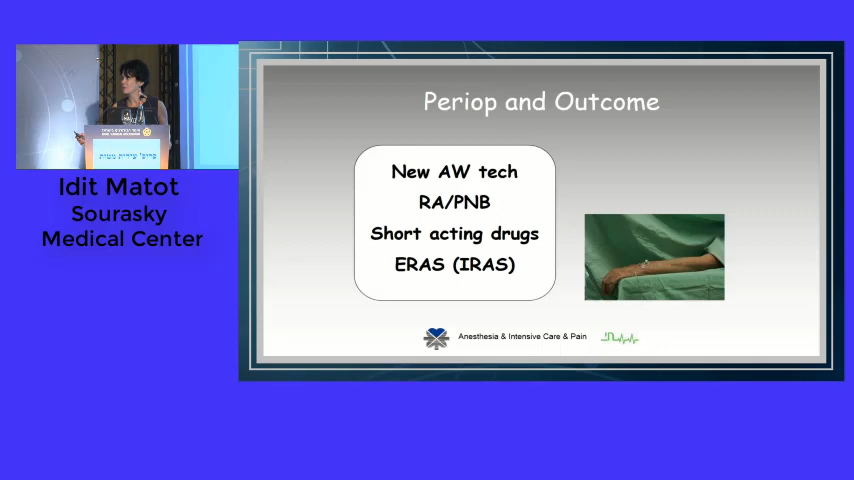 Idit Matot
Sourasky
Medical Center
Periop and Outcome
New AW tech
RA/PNB
Short acting drugs
ERAS (IRAS)
Anesthesia & Intensive Care & Pain